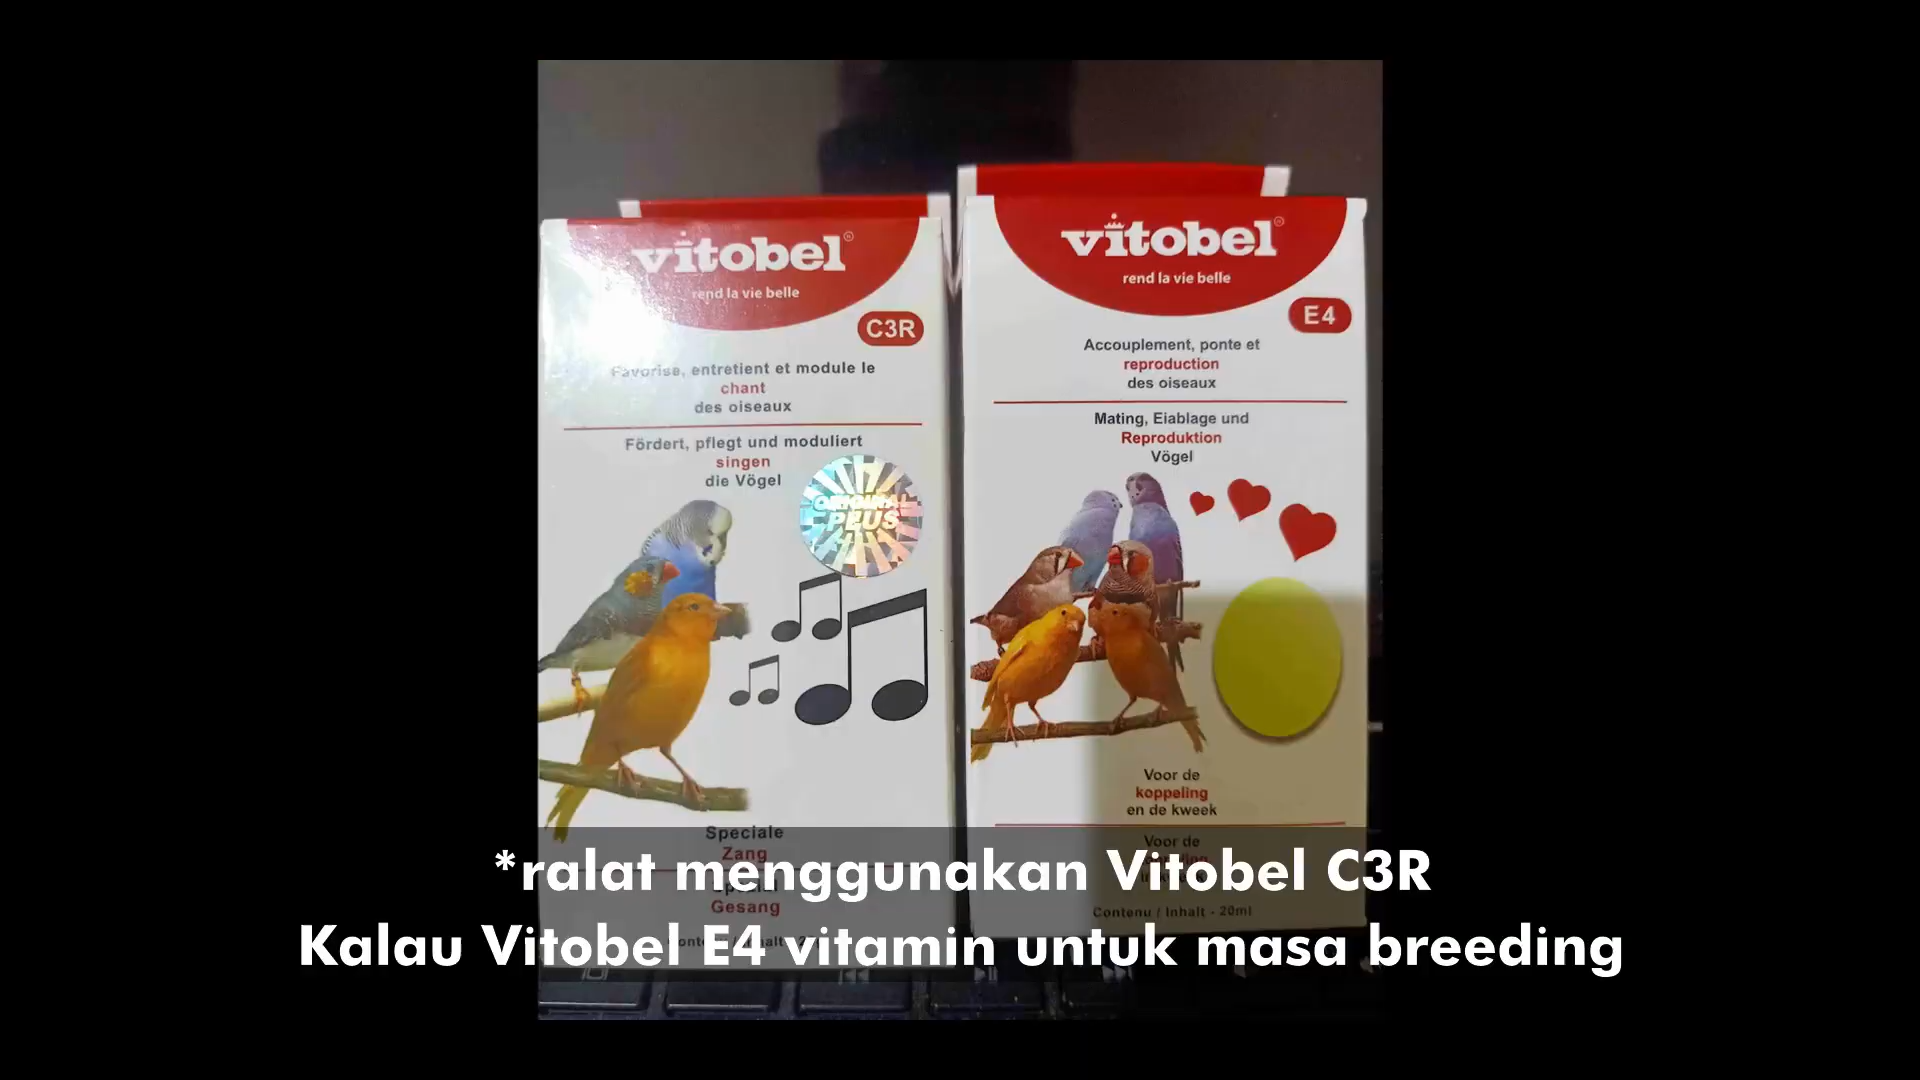 vitobel
rend la vie belle
C3R
Favorise, entretient et module le
chant
des oiseaux
Fördert, pflegt und moduliert
singen
die Vögel
ORIGINAL
PLUS
Speciale
Zang
Gesang
vitobel
rend la vie belle
E4
Accouplement, ponte et
reproduction
des oiseaux
Mating, Eiablage und
Reproduktion
Vögel
Voor de
koppeling
en de kweek
Voor de
Contenu / Inhalt - 20ml
*ralat menggunakan Vitobel C3R
Kalau Vitobel E4 vitamin untuk masa breeding